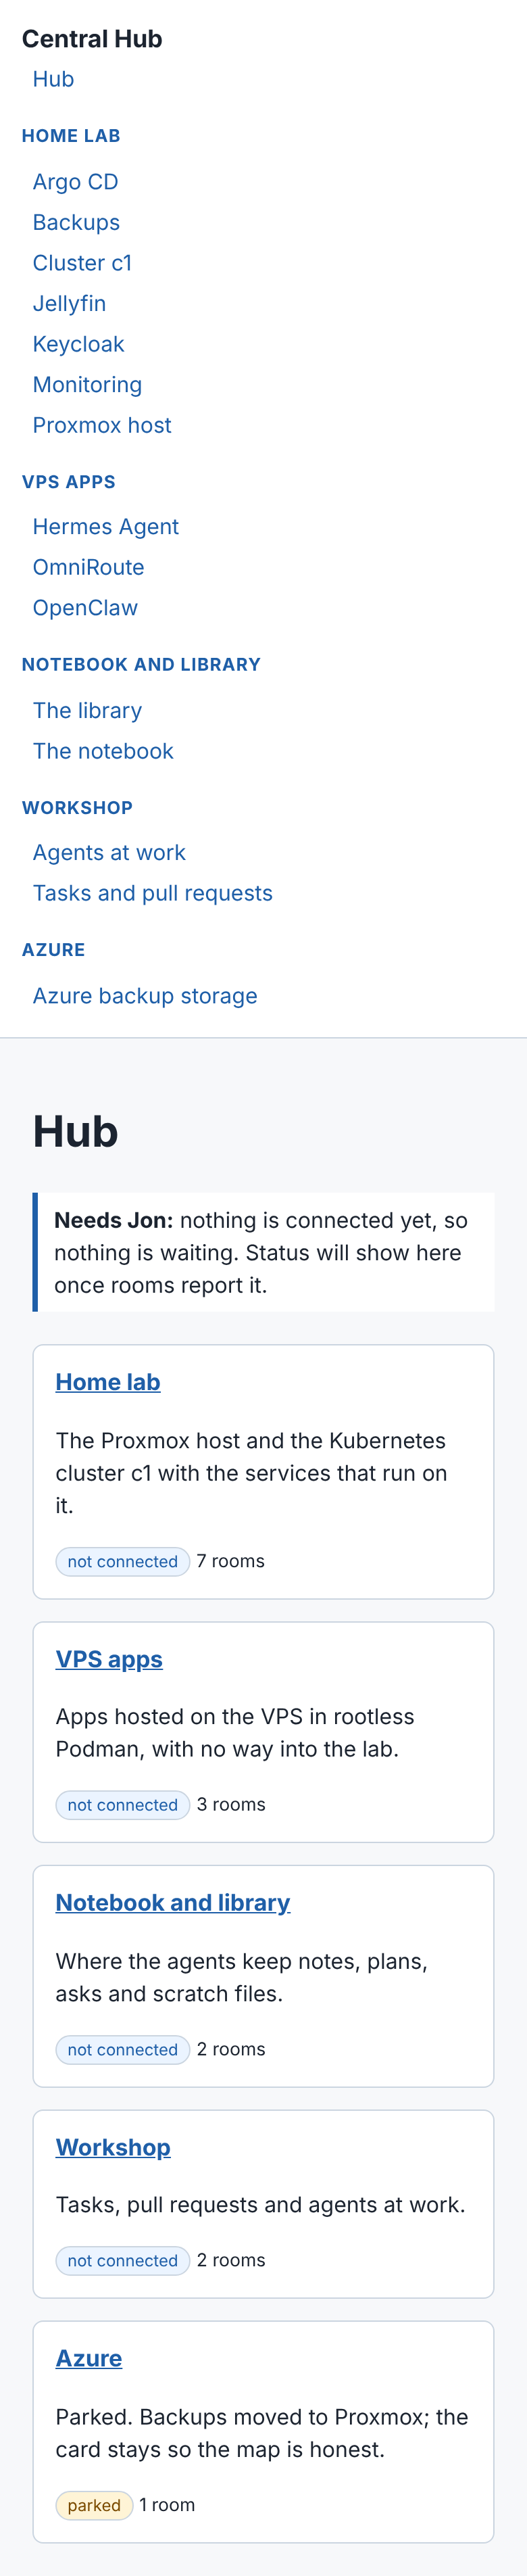 Central Hub
Hub
HOME LAB
Argo CD
Backups
Cluster c1
Jellyfin
Keycloak
Monitoring
Proxmox host
VPS APPS
Hermes Agent
OmniRoute
OpenClaw
NOTEBOOK AND LIBRARY
The library
The notebook
WORKSHOP
Agents at work
Tasks and pull requests
AZURE
Azure backup storage
Hub
Needs Jon: nothing is connected yet, so
nothing is waiting. Status will show here
once rooms report it.
Home lab
The Proxmox host and the Kubernetes
cluster c1 with the services that run on
it.
not connected 7 rooms
VPS apps
Apps hosted on the VPS in rootless
Podman, with no way into the lab.
not connected 3 rooms
Notebook and library
Where the agents keep notes, plans,
asks and scratch files.
not connected 2 rooms
Workshop
Tasks, pull requests and agents at work.
not connected 2 rooms
Azure
Parked. Backups moved to Proxmox; the
card stays so the map is honest.
parked 1 room